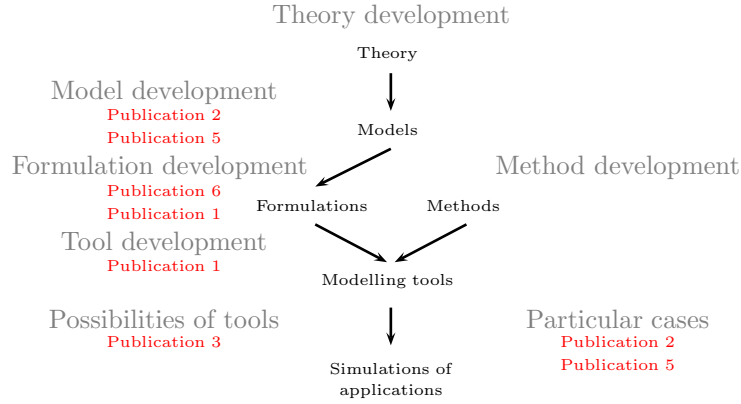 Theory development
Theory
Model development
Publication 2
Publication 5
Models
Formulation development
Method development
Publication 6
Publication 1
Formulations
Methods
Tool development
Publication 1
Modelling tools
Possibilities of tools
Publication 3
Particular cases
Publication 2
Publication 5
Simulations of
applications